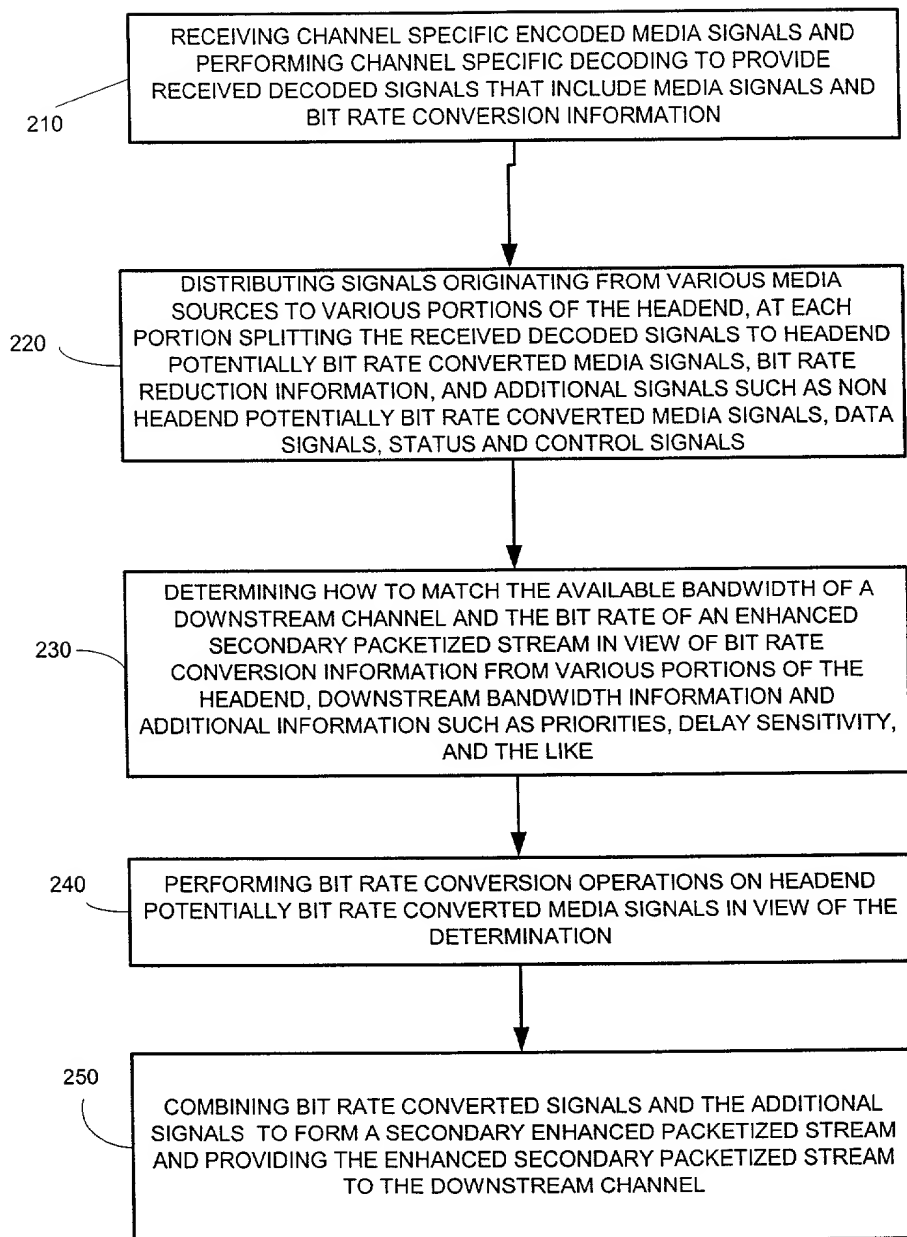 RECEIVING CHANNEL SPECIFIC ENCODED MEDIA SIGNALS AND
PERFORMING CHANNEL SPECIFIC DECODING TO PROVIDE
RECEIVED DECODED SIGNALS THAT INCLUDE MEDIA SIGNALS AND
BIT RATE CONVERSION INFORMATION
210
DISTRIBUTING SIGNALS ORIGINATING FROM VARIOUS MEDIA
SOURCES TO VARIOUS PORTIONS OF THE HEADEND, AT EACH
PORTION SPLITTING THE RECEIVED DECODED SIGNALS TO HEADEND
POTENTIALLY BIT RATE CONVERTED MEDIA SIGNALS, BIT RATE
REDUCTION INFORMATION, AND ADDITIONAL SIGNALS SUCH AS NON
HEADEND POTENTIALLY BIT RATE CONVERTED MEDIA SIGNALS, DATA
SIGNALS, STATUS AND CONTROL SIGNALS
220
DETERMINING HOW TO MATCH THE AVAILABLE BANDWIDTH OF A
DOWNSTREAM CHANNEL AND THE BIT RATE OF AN ENHANCED
SECONDARY PACKETIZED STREAM IN VIEW OF BIT RATE
CONVERSION INFORMATION FROM VARIOUS PORTIONS OF
THE HEADEND, DOWNSTREAM BANDWIDTH INFORMATION AND
ADDITIONAL INFORMATION SUCH AS PRIORITIES, DELAY SENSITIVITY,
AND THE LIKE
230
PERFORMING BIT RATE CONVERSION OPERATIONS ON HEADEND
POTENTIALLY BIT RATE CONVERTED MEDIA SIGNALS IN VIEW OF THE
DETERMINATION
240
COMBINING BIT RATE CONVERTED SIGNALS AND THE ADDITIONAL
SIGNALS TO FORM A SECONDARY ENHANCED PACKETIZED STREAM
AND PROVIDING THE ENHANCED SECONDARY PACKETIZED STREAM
TO THE DOWNSTREAM CHANNEL
250